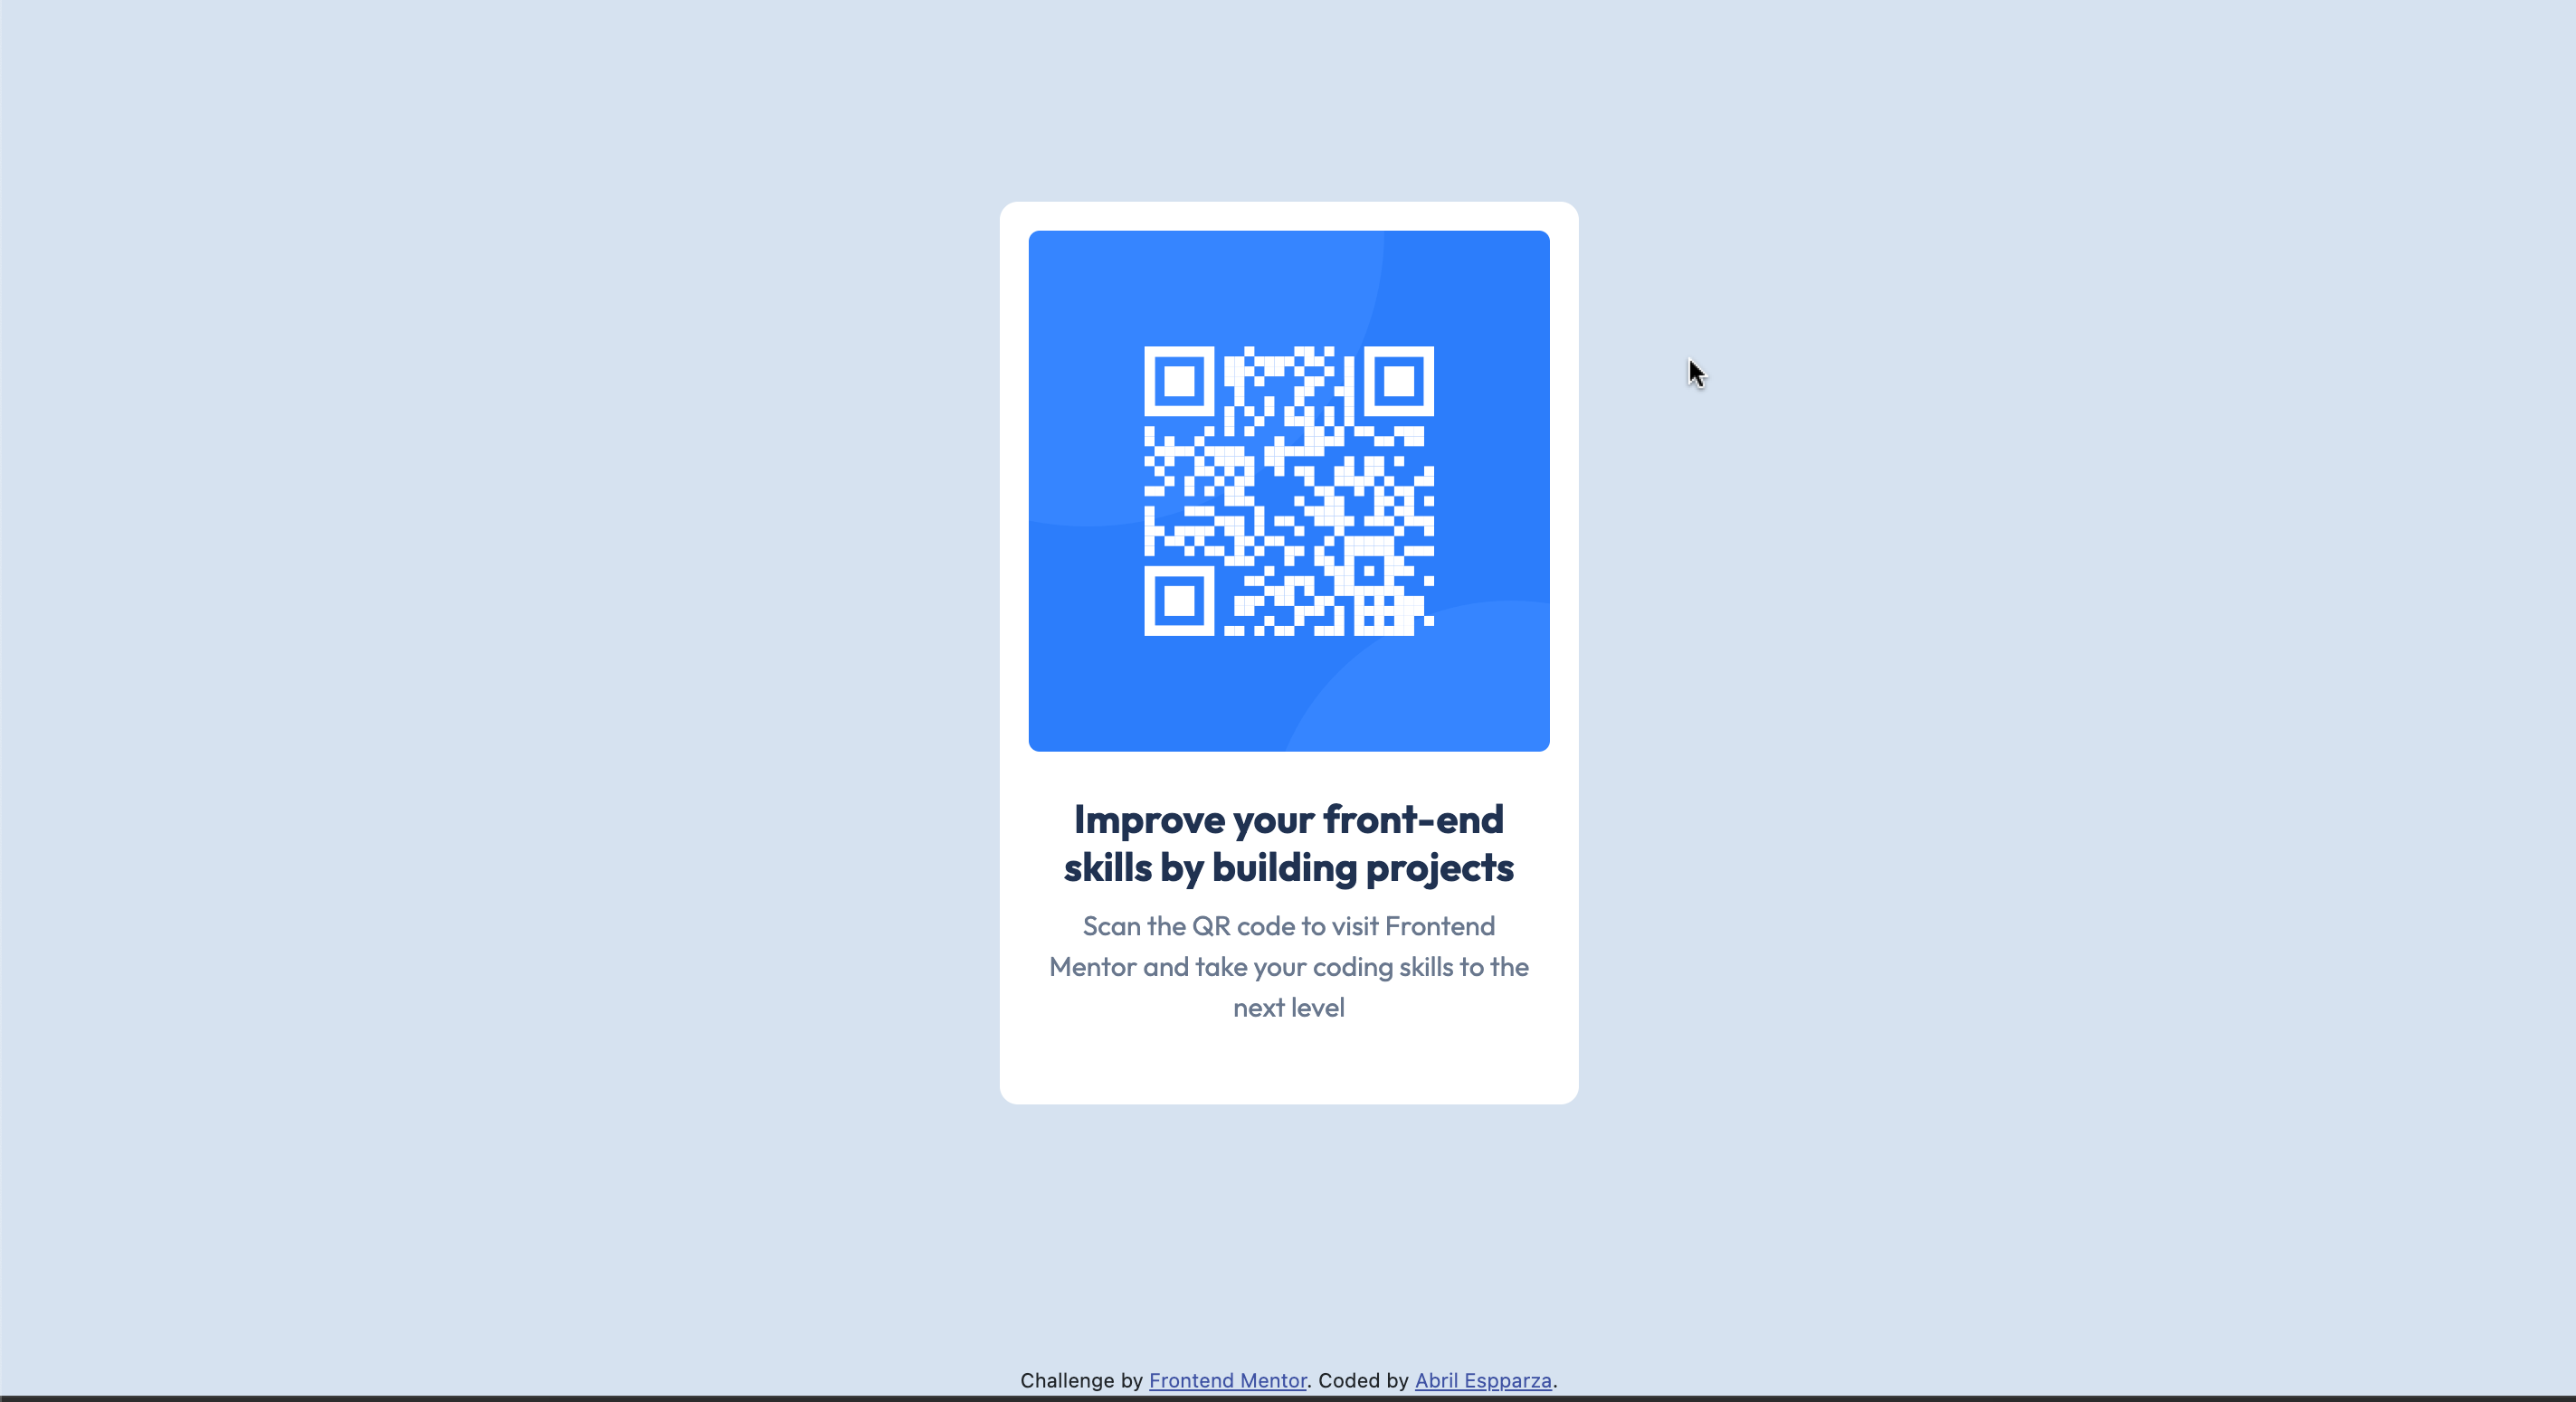 Improve your front-end
skills by building projects
Scan the QR code to visit Frontend
Mentor and take your coding skills to the
next level
Challenge by Frontend Mentor. Coded by Abril Espparza.